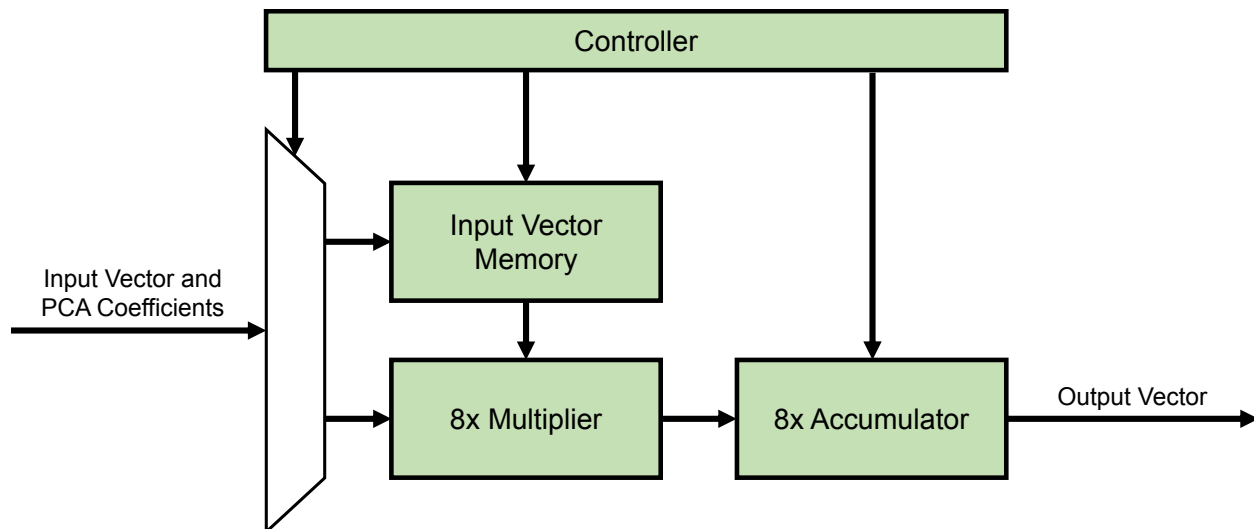 Controller
Input Vector
Memory
Input Vector and
PCA Coefficients
8x Multiplier
8x Accumulator
Output Vector